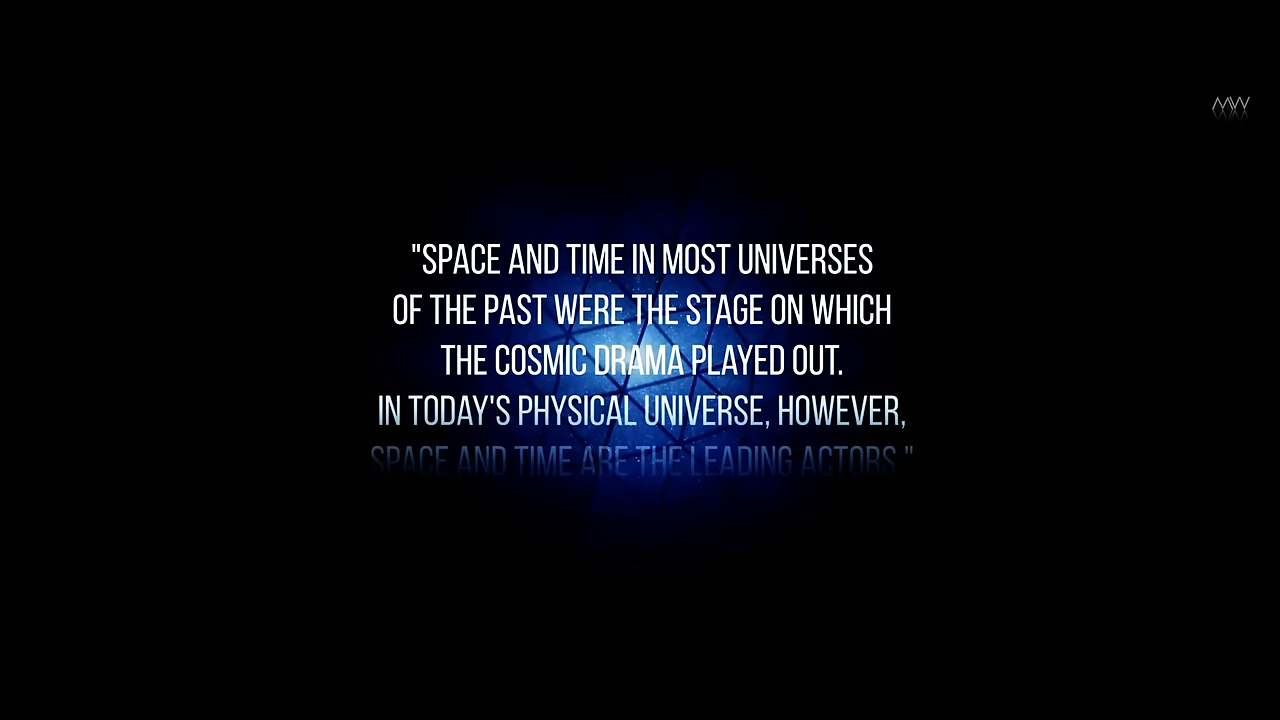 MW
"SPACE AND TIME IN MOST UNIVERSES
OF THE PAST WERE THE STAGE ON WHICH
THE COSMIC DRAMA PLAYED OUT.
IN TODAY'S PHYSICAL UNIVERSE, HOWEVER,
SPACE AND TIME ARE THE LEADING ACTORS."